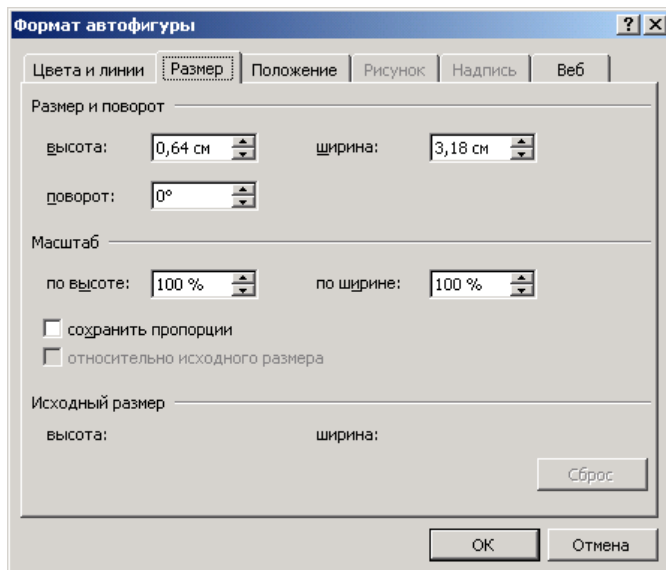 Формат автофигуры
Цвета и линии Размер Положение Рисунок Надпись Веб
Размер и поворот
высота: 0,64 см ширина: 3,18 см
поворот: 0°
Масштаб
по высоте: 100 % по ширине: 100 %
сохранить пропорции
относительно исходного размера
Исходный размер
высота: ширина:
Сброс
ОК Отмена